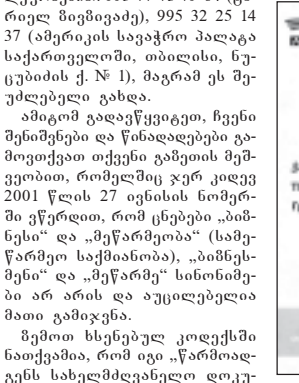 რიელ ზივზივაძე), 995 32 25 14
37 (ამერიკის სავაჭრო პალატა
საქართველოში, თბილისი, ნუ-
ცუბიძის ქ. № 1), მაგრამ ეს შე-
უძლებელი გახდა.
ამიტომ გადავწყვიტეთ, ჩვენი
შენიშვნები და წინადადებები გა-
მოვთქვათ თქვენი გაზეთის მეშ-
ვეობით, რომელშიც ჯერ კიდევ
2001 წლის 27 ივნისის ნომერ-
ში ვწერდით, რომ ცნებები „ბიზ-
ნესი“ და „მეწარმეობა“ (სამე-
წარმეო საქმიანობა), „ბიზნეს-
მენი“ და „მეწარმე“ სინონიმე-
ბი არ არის და აუცილებელია
მათი გამიჯვნა.
ზემოთ ხსენებულ კოდექსში
ნათქვამია, რომ იგი „წარმოად-
გენს სახელმძღვანელო დოკუ-